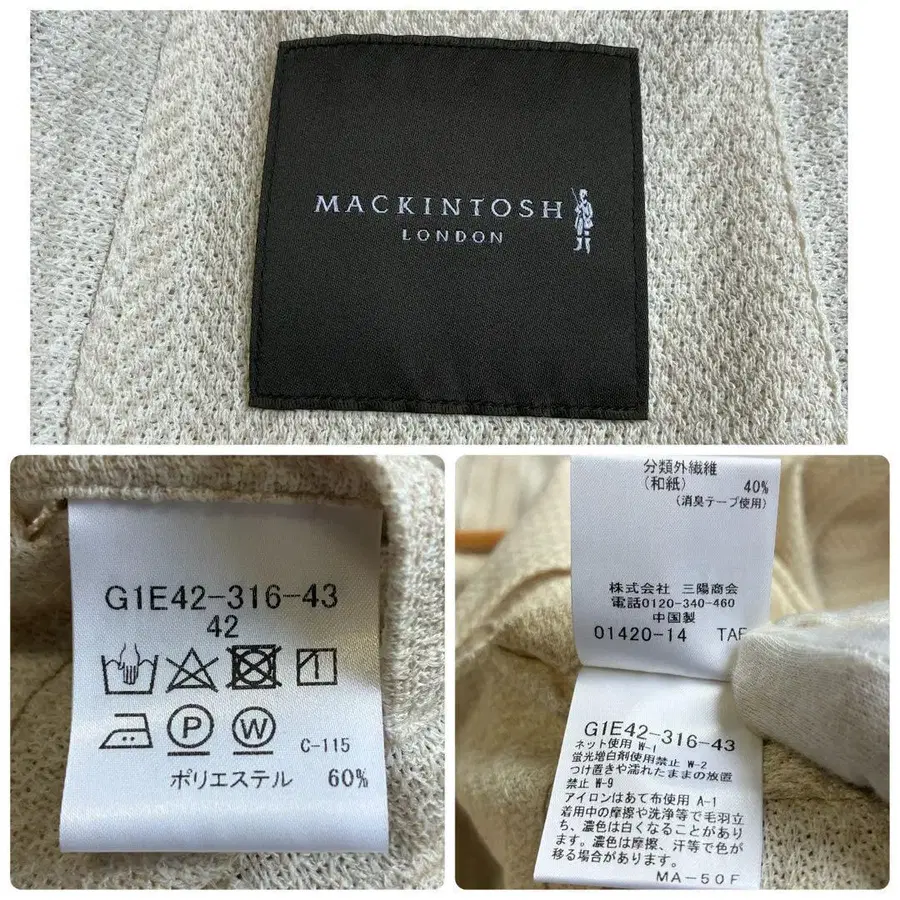 MACKINTOSH
LONDON
G1E42-316-43
42
P W C-115
ポリエステル 60%
分類外繊維
(和紙) 40%
(消臭テープ使用)
株式会社 三陽商会
電話0120-340-460
中国製
01420-14 TAF
G1E42-316-43
ネット使用 W-1
蛍光増白剤使用禁止 W-2
つけ置きや濡れたままの放置
禁止 W-9
アイロンはあて布使用 A-1
着用中の摩擦や洗浄等で毛羽立
ち、濃色は白くなることがあり
ます。濃色は摩擦、汗等で色が
移る場合があります。
MA-50F